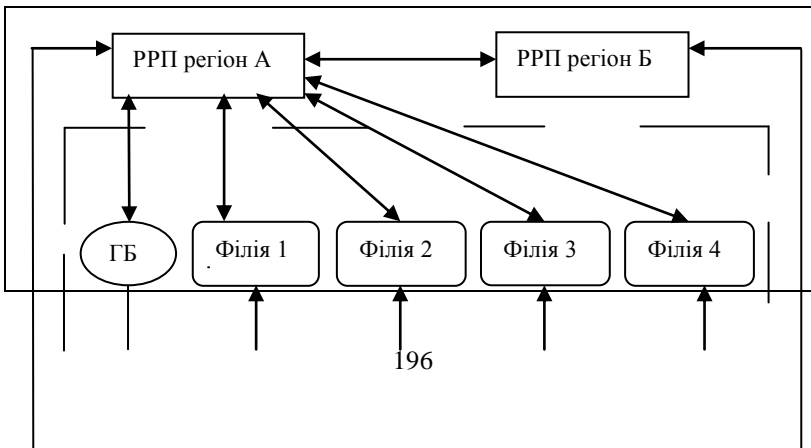 РРП регіон А
РРП регіон Б
ГБ
Філія 1
.
Філія 2
Філія 3
Філія 4
196